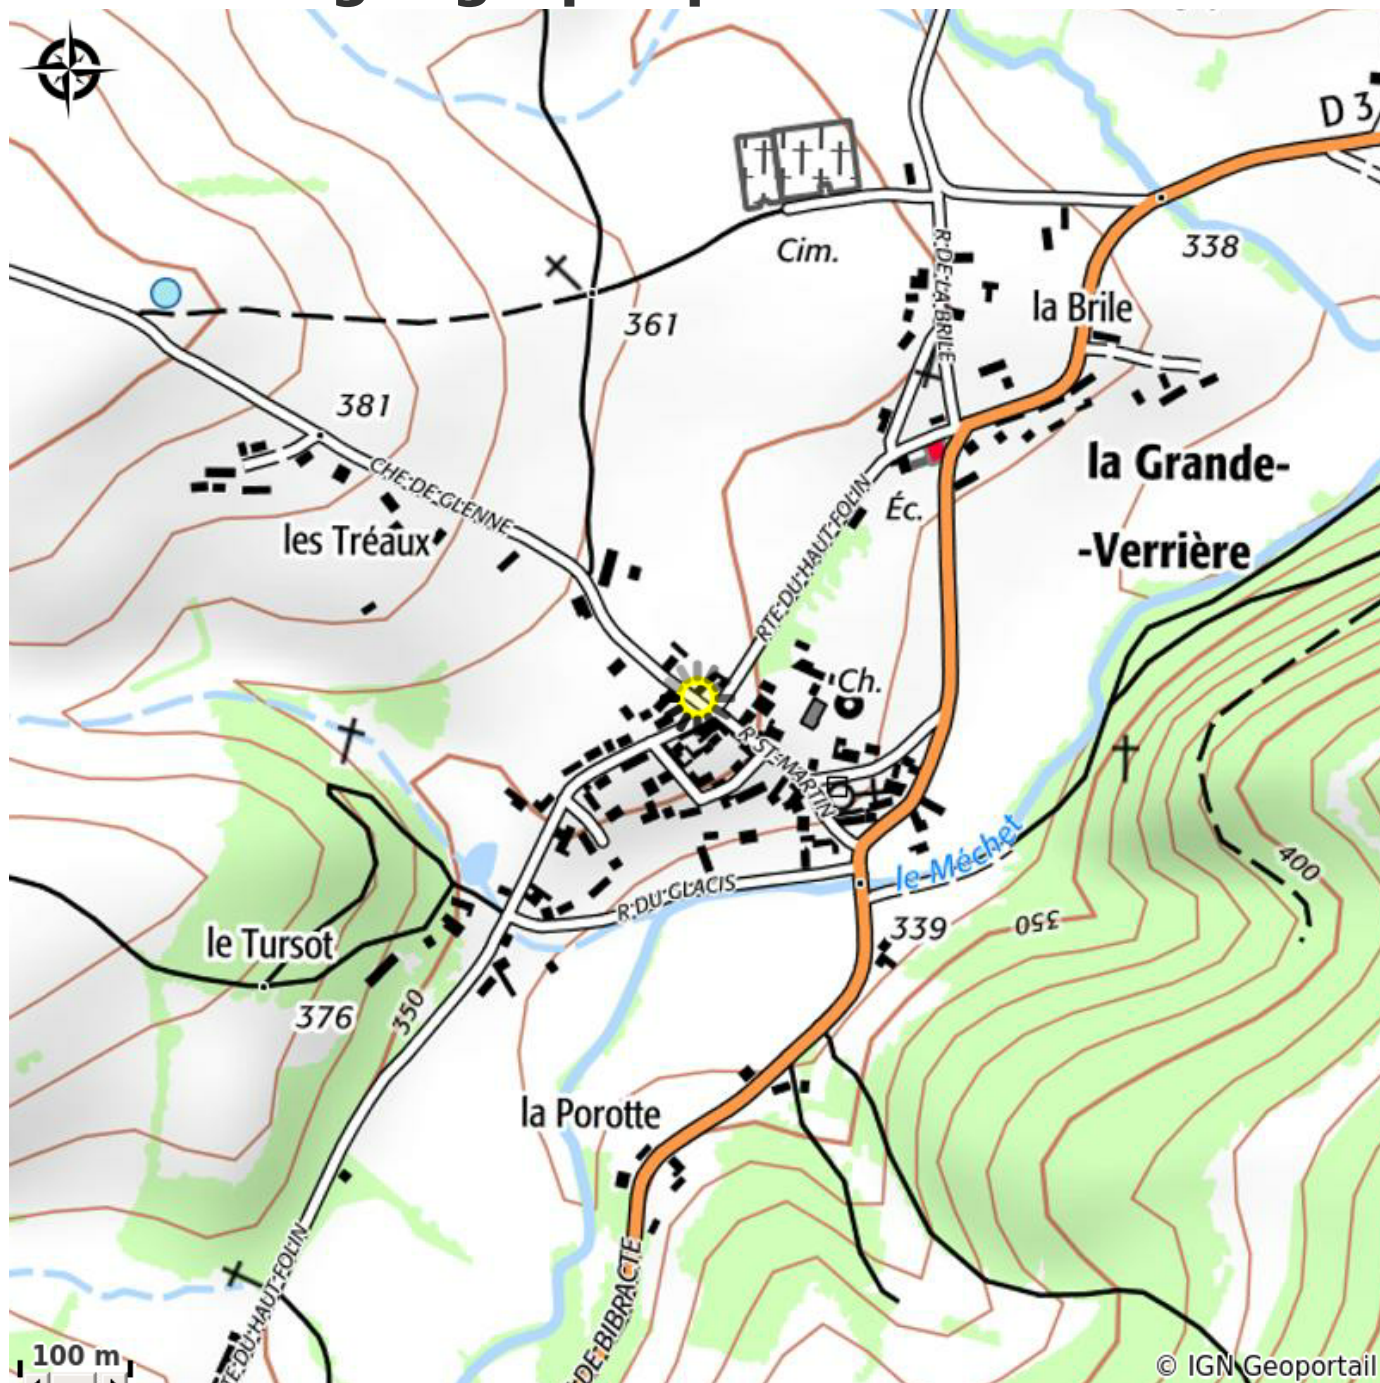 D 3
Cim.
338
R DE LA BRILE
la Brile
361
381
CHE DE GLENNE
les Tréaux
la Grande-
-Verrière
Éc.
RTE DU HAUT FOLIN
Ch.
R ST-MARTIN
le Méchet
400
350
R DU GLACIS
339
le Tursot
376
350
la Porotte
DE BIBRACTE
TE DU HAUT FOLIN
100 m
© IGN Geoportail